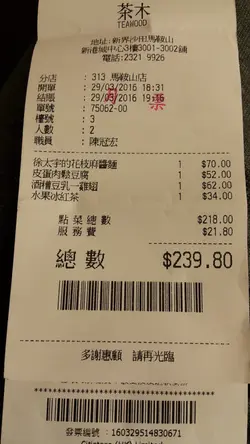 茶木
TEAWOOD
地址:新界沙田馬鞍山
新港城中心3樓3001-3002鋪
電話:2321 9926
分店 : 313 馬鞍山店
開單 : 29/03/2016 18:31
結賬 : 29/03/2016 19:16
單號 : 75062-00
樓號 : 3
人數 : 2
職員 : 陳冠宏
徐太宇的花枝麻醬麵 1 $70.00
皮蛋肉鬆豆腐 1 $52.00
酒糟豆乳一雞翅 1 $62.00
水果冰紅茶 1 $34.00
點菜總數 $218.00
服務費 $21.80
總數 $239.80
多謝惠顧 請再光臨
發票編號 : 160329514830671